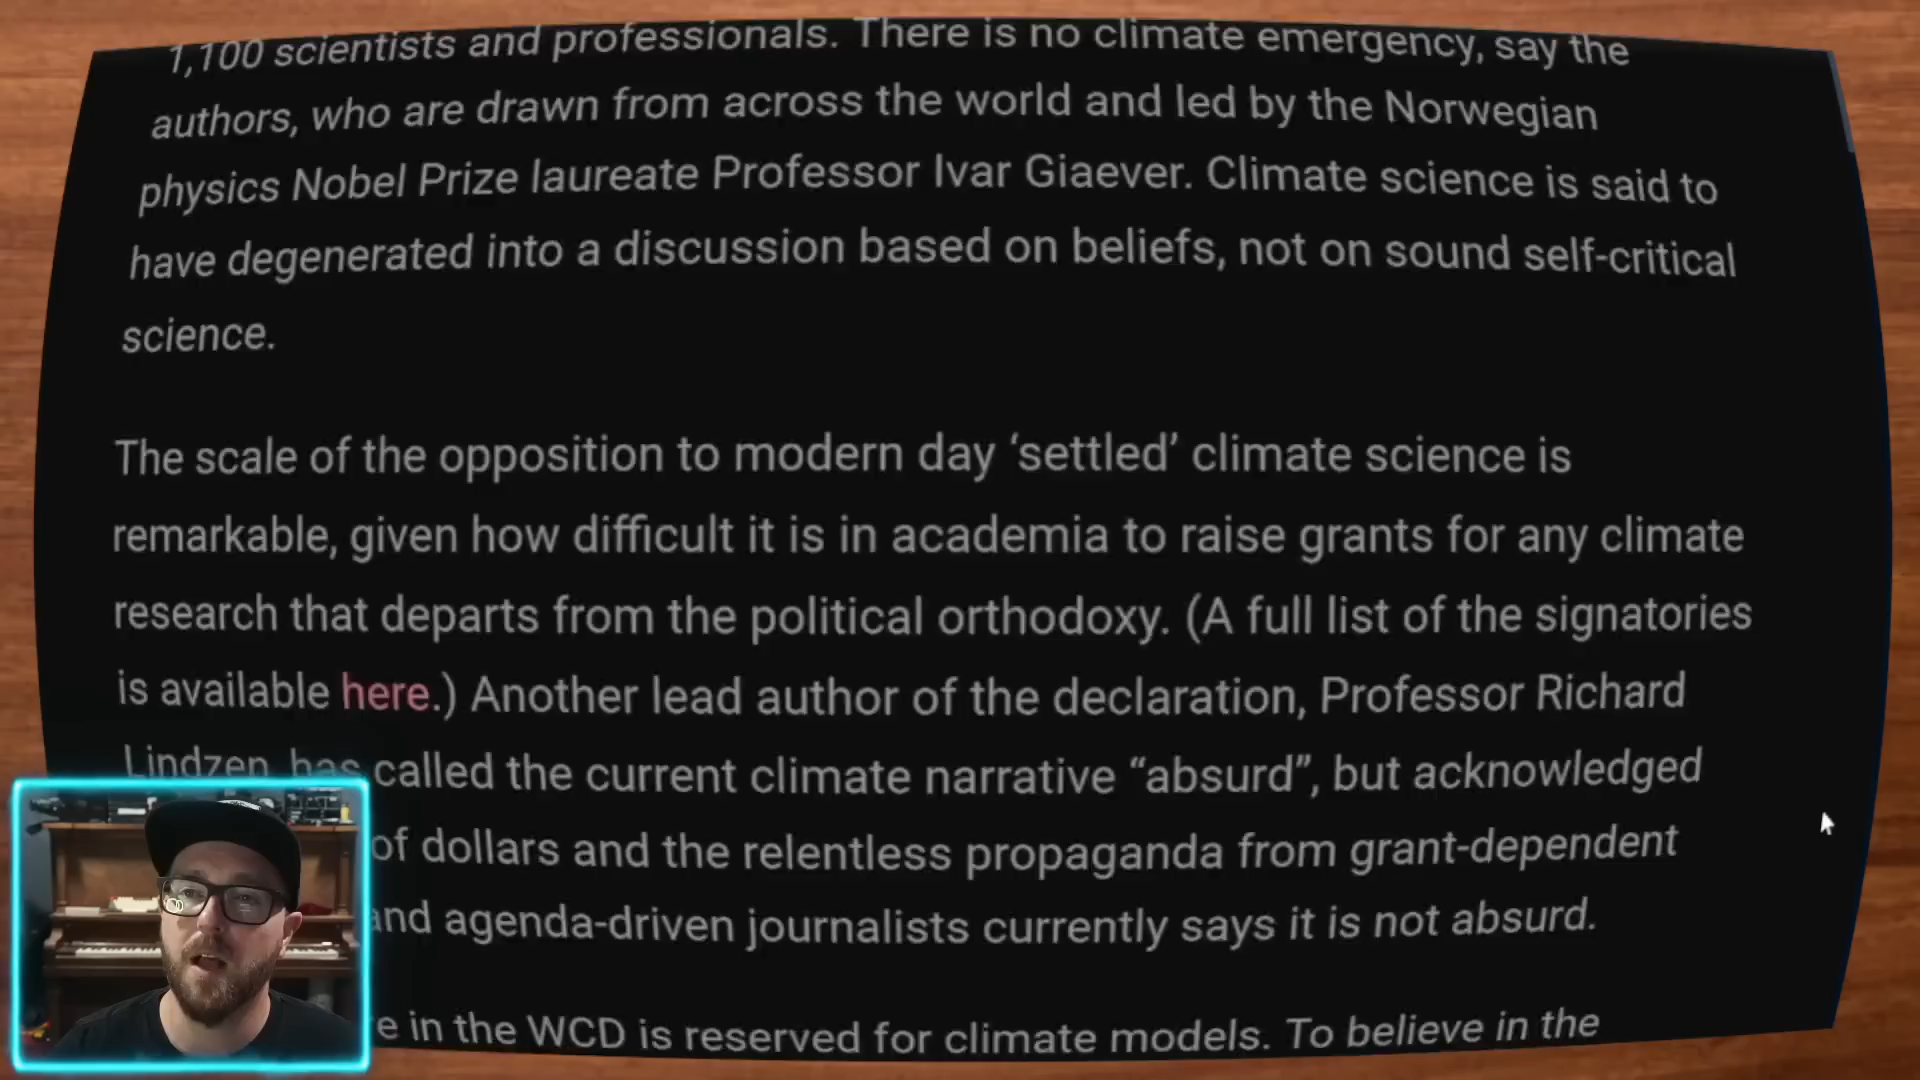 1,100 scientists and professionals. There is no climate emergency, say the
authors, who are drawn from across the world and led by the Norwegian
physics Nobel Prize laureate Professor Ivar Giaever. Climate science is said to
have degenerated into a discussion based on beliefs, not on sound self-critical
science.
The scale of the opposition to modern day ‘settled’ climate science is
remarkable, given how difficult it is in academia to raise grants for any climate
research that departs from the political orthodoxy. (A full list of the signatories
is available here.) Another lead author of the declaration, Professor Richard
Lindzen, has called the current climate narrative “absurd”, but acknowledged
of dollars and the relentless propaganda from grant-dependent
and agenda-driven journalists currently says it is not absurd.
in the WCD is reserved for climate models. To believe in the